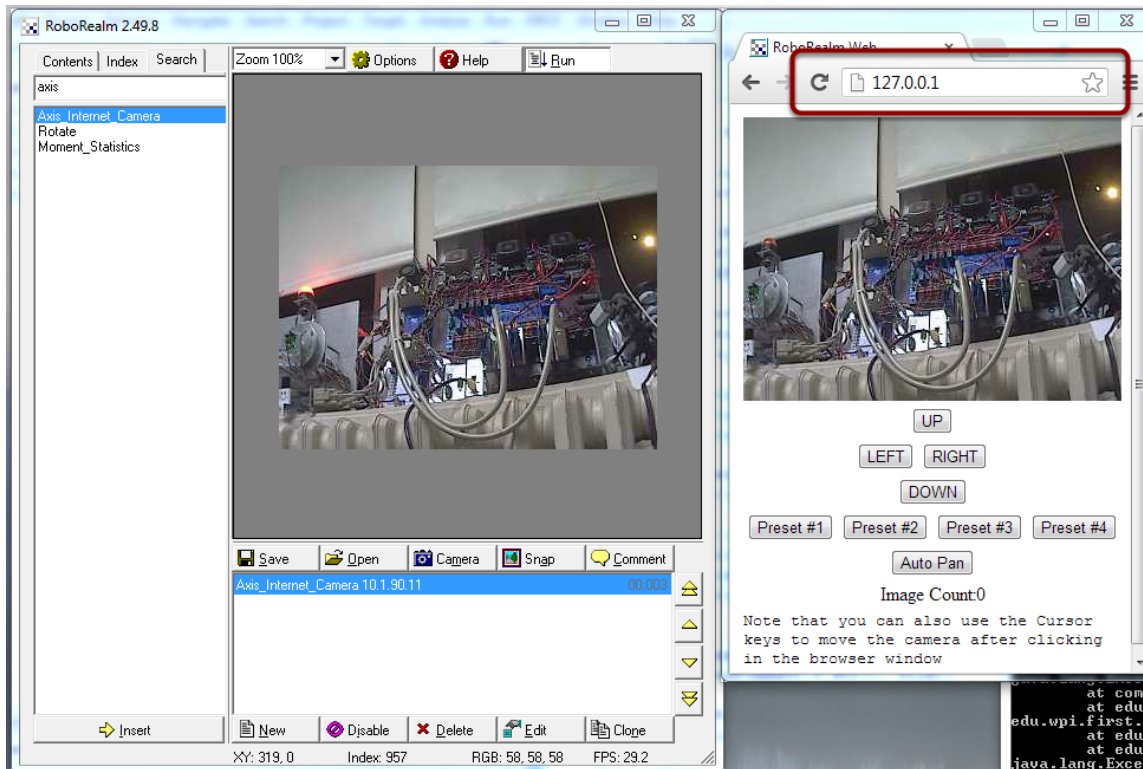 RoboRealm 2.49.8
Contents
Index
Search
axis
Axis_Internet_Camera
Rotate
Moment_Statistics
Insert
Zoom 100%
Options
Help
Run
Save
Open
Camera
Snap
Comment
Axis_Internet_Camera 10.1.90.11 00:003
New
Disable
Delete
Edit
Clone
XY: 319, 0 Index: 957 RGB: 58, 58, 58 FPS: 29.2
RoboRealm Web
127.0.0.1
UP
LEFT RIGHT
DOWN
Preset #1 Preset #2 Preset #3 Preset #4
Auto Pan
Image Count:0
Note that you can also use the Cursor
keys to move the camera after clicking
in the browser window
at com
at edu
edu.wpi.first.
at edu
at edu
java.lang.Exce